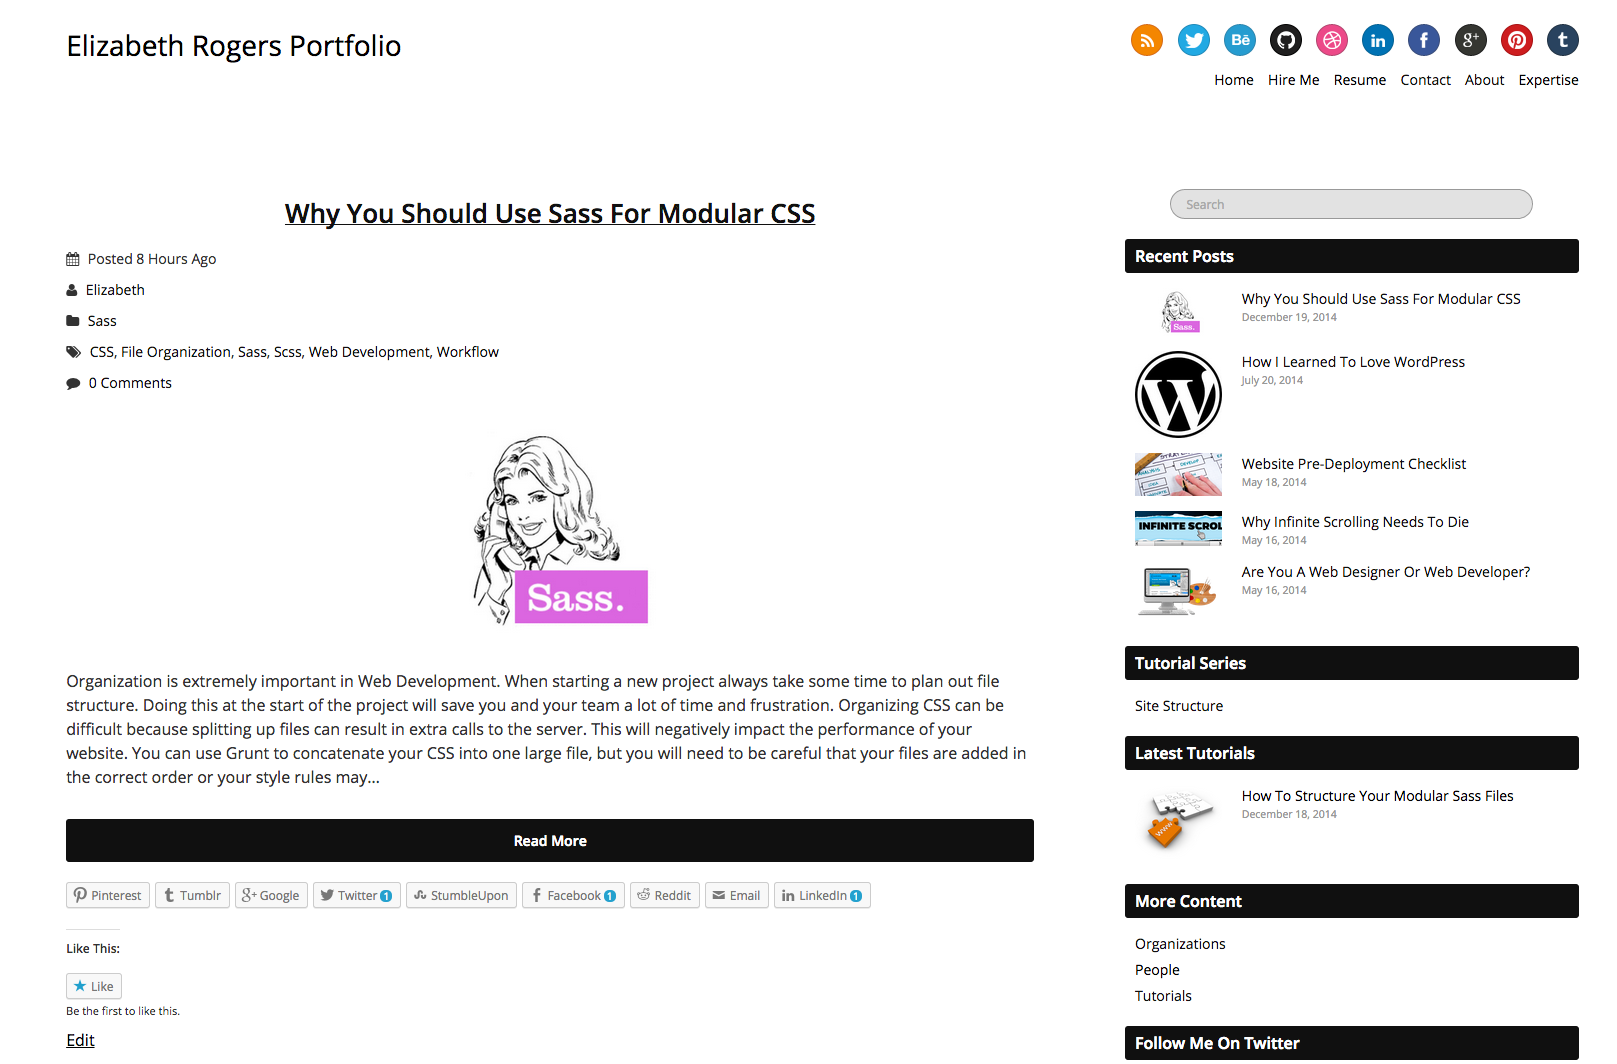 Elizabeth Rogers Portfolio
Bē
g+
in
f
t
Home Hire Me Resume Contact About Expertise
Why You Should Use Sass For Modular CSS
Posted 8 Hours Ago
Elizabeth
Sass
CSS, File Organization, Sass, Scss, Web Development, Workflow
0 Comments
Sass.
Organization is extremely important in Web Development. When starting a new project always take some time to plan out file
structure. Doing this at the start of the project will save you and your team a lot of time and frustration. Organizing CSS can be
difficult because splitting up files can result in extra calls to the server. This will negatively impact the performance of your
website. You can use Grunt to concatenate your CSS into one large file, but you will need to be careful that your files are added in
the correct order or your style rules may...
Read More
Pinterest Tumblr Google Twitter 1 StumbleUpon Facebook 1 Reddit Email LinkedIn 1
Like This:
Like
Be the first to like this.
Edit
Search
Recent Posts
Sass.
Why You Should Use Sass For Modular CSS
December 19, 2014
How I Learned To Love WordPress
July 20, 2014
Website Pre-Deployment Checklist
May 18, 2014
INFINITE SCROL
Why Infinite Scrolling Needs To Die
May 16, 2014
Are You A Web Designer Or Web Developer?
May 16, 2014
Tutorial Series
Site Structure
Latest Tutorials
www
How To Structure Your Modular Sass Files
December 18, 2014
More Content
Organizations
People
Tutorials
Follow Me On Twitter